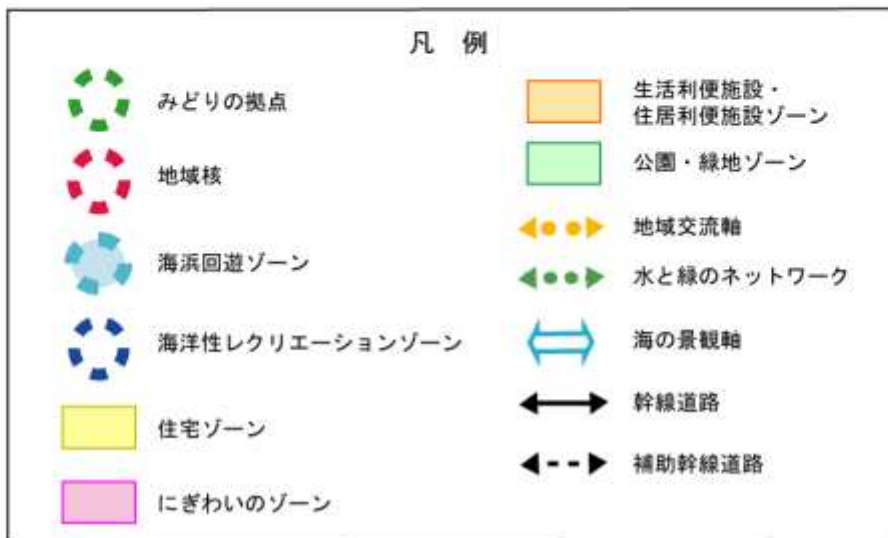 凡 例
みどりの拠点
地域核
海浜回遊ゾーン
海洋性レクリエーションゾーン
住宅ゾーン
にぎわいのゾーン
生活利便施設・
住居利便施設ゾーン
公園・緑地ゾーン
地域交流軸
水と緑のネットワーク
海の景観軸
幹線道路
補助幹線道路